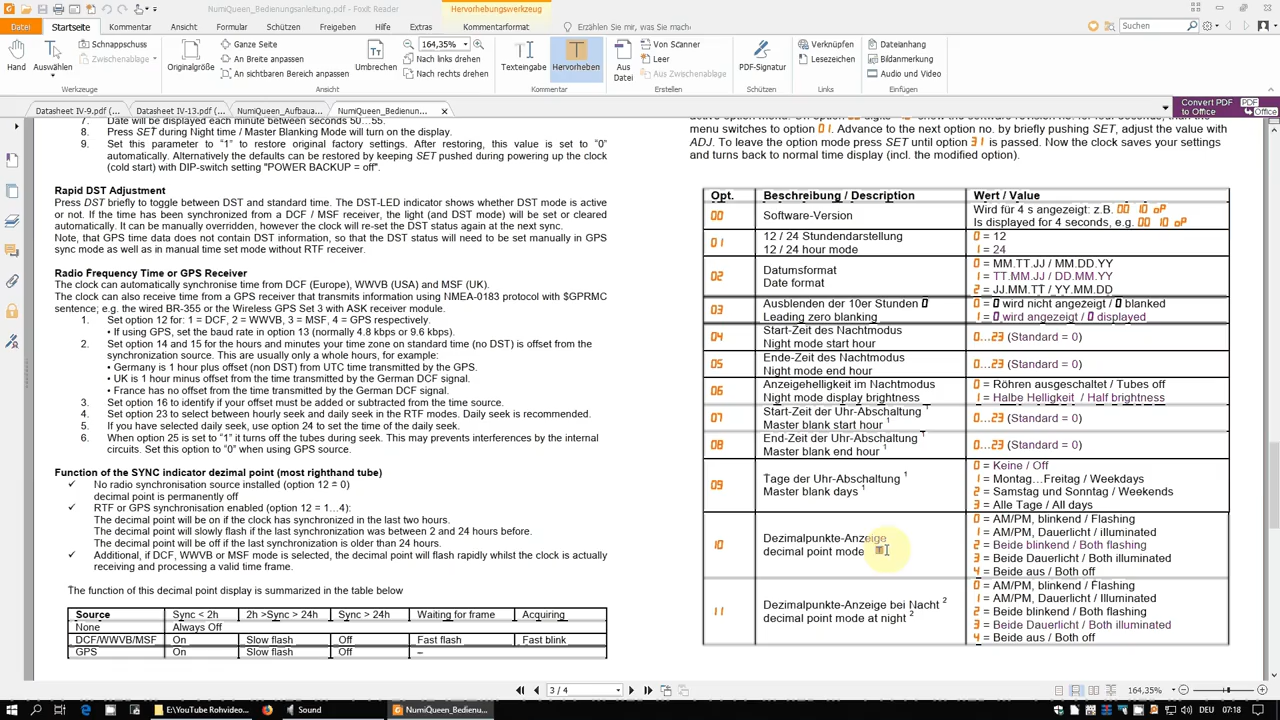 NumiQueen_Bedienungsanleitung.pdf - Foxit Reader
Hervorhebungswerkzeug
Datei
Startseite
Kommentar
Ansicht
Formular
Schützen
Freigeben
Hilfe
Extras
Kommentarformat
Erzählen Sie mir, was Sie mach-
Suchen
Hand
Auswählen
Schnappschuss
Zwischenablage
Werkzeuge
Originalgröße
Ganze Seite
An Breite anpassen
An sichtbaren Bereich anpassen
Umbrechen
164,35%
Nach links drehen
Nach rechts drehen
Ansicht
Texteingabe
Hervorheben
Kommentar
Aus Datei
Von Scanner
Leer
Aus Zwischenablage
Erstellen
PDF-Signatur
Schützen
Verknüpfen
Lesezeichen
Links
Dateianhang
Bildanmerkung
Audio und Video
Einfügen
Datasheet IV-9.pdf (...
Datasheet IV-13.pdf (...
NumiQueen_Aufbaua...
NumiQueen_Bedienun...
Convert PDF to Office
PDF
Office
7. Date will be displayed each minute between seconds 50…55.
8. Press SET during Night time / Master Blanking Mode will turn on the display.
9. Set this parameter to "1" to restore original factory settings. After restoring, this value is set to "0"
automatically. Alternatively the defaults can be restored by keeping SET pushed during powering up the clock
(cold start) with DIP-switch setting "POWER BACKUP = off".
Rapid DST Adjustment
Press DST briefly to toggle between DST and standard time. The DST-LED indicator shows whether DST mode is active
or not. If the time has been synchronized from a DCF / MSF receiver, the light (and DST mode) will be set or cleared
automatically. It can be manually overridden, however the clock will re-set the DST status again at the next sync.
Note, that GPS time data does not contain DST information, so that the DST status will need to be set manually in GPS
sync mode as well as in manual time set mode without RTF receiver.
Radio Frequency Time or GPS Receiver
The clock can automatically synchronise time from DCF (Europe), WWVB (USA) and MSF (UK).
The clock can also receive time from a GPS receiver that transmits information using NMEA-0183 protocol with $GPRMC
sentence; e.g. the wired BR-355 or the Wireless GPS Set 3 with ASK receiver module.
1. Set option 12 for: 1 = DCF, 2 = WWVB, 3 = MSF, 4 = GPS respectively.
• If using GPS, set the baud rate in option 13 (normally 4.8 kbps or 9.6 kbps).
2. Set option 14 and 15 for the hours and minutes your time zone on standard time (no DST) is offset from the
synchronization source. This are usually only a whole hours, for example:
• Germany is 1 hour plus offset (non DST) from UTC time transmitted by the GPS.
• UK is 1 hour minus offset from the time transmitted by the German DCF signal.
• France has no offset from the time transmitted by the German DCF signal.
3. Set option 16 to identify if your offset must be added or subtracted from the time source.
4. Set option 23 to select between hourly seek and daily seek in the RTF modes. Daily seek is recommended.
5. If you have selected daily seek, use option 24 to set the time of the daily seek.
6. When option 25 is set to "1" it turns off the tubes during seek. This may prevents interferences by the internal
circuits. Set this option to "0" when using GPS source.
Function of the SYNC indicator dezimal point (most righthand tube)
✓ No radio synchronisation source installed (option 12 = 0)
decimal point is permanently off
✓ RTF or GPS synchronisation enabled (option 12 = 1…4):
The decimal point will be on if the clock has synchronized in the last two hours.
The decimal point will slowly flash if the last synchronization was between 2 and 24 hours before.
The decimal point will be off if the last synchronization is older than 24 hours.
✓ Additional, if DCF, WWVB or MSF mode is selected, the decimal point will flash rapidly whilst the clock is actually
receiving and processing a valid time frame.
The function of this decimal point display is summarized in the table below
Source Sync < 2h 2h >Sync > 24h Sync > 24h Waiting for frame Acquiring
None Always Off
DCF/WWVB/MSF On Slow flash Off Fast flash Fast blink
GPS On Slow flash Off –
menu switches to option 01. Advance to the next option no. by briefly pushing SET, adjust the value with
ADJ. To leave the option mode press SET until option 31 is passed. Now the clock saves your settings
and turns back to normal time display (incl. the modified option).
Opt. Beschreibung / Description Wert / Value
00 Software-Version Wird für 4 s angezeigt: z.B. 00 10 oP
Is displayed for 4 seconds, e.g. 00 10 oP
01 12 / 24 Stundendarstellung 0 = 12
12 / 24 hour mode 1 = 24
02 Datumsformat 0 = MM.TT.JJ / MM.DD.YY
Date format 1 = TT.MM.JJ / DD.MM.YY
2 = JJ.MM.TT / YY.MM.DD
03 Ausblenden der 10er Stunden 0 0 = 0 wird nicht angezeigt / 0 blanked
Leading zero blanking 1 = 0 wird angezeigt / 0 displayed
04 Start-Zeit des Nachtmodus 0…23 (Standard = 0)
Night mode start hour
05 Ende-Zeit des Nachtmodus 0…23 (Standard = 0)
Night mode end hour
06 Anzeigehelligkeit im Nachtmodus 0 = Röhren ausgeschaltet / Tubes off
Night mode display brightness 1 = Halbe Helligkeit / Half brightness
07 Start-Zeit der Uhr-Abschaltung 1 0…23 (Standard = 0)
Master blank start hour 1
08 End-Zeit der Uhr-Abschaltung 1 0…23 (Standard = 0)
Master blank end hour 1
09 Tage der Uhr-Abschaltung 1 0 = Keine / Off
Master blank days 1 1 = Montag…Freitag / Weekdays
2 = Samstag und Sonntag / Weekends
3 = Alle Tage / All days
10 Dezimalpunkte-Anzeige 0 = AM/PM, blinkend / Flashing
decimal point mode 1 = AM/PM, Dauerlicht / illuminated
2 = Beide blinkend / Both flashing
3 = Beide Dauerlicht / Both illuminated
4 = Beide aus / Both off
11 Dezimalpunkte-Anzeige bei Nacht 2 0 = AM/PM, blinkend / Flashing
decimal point mode at night 2 1 = AM/PM, Dauerlicht / illuminated
2 = Beide blinkend / Both flashing
3 = Beide Dauerlicht / Both illuminated
4 = Beide aus / Both off
3 / 4
164,35%
E:\YouTube Rohvideo...
Sound
NumiQueen_Bedienu...
DEU
07:18